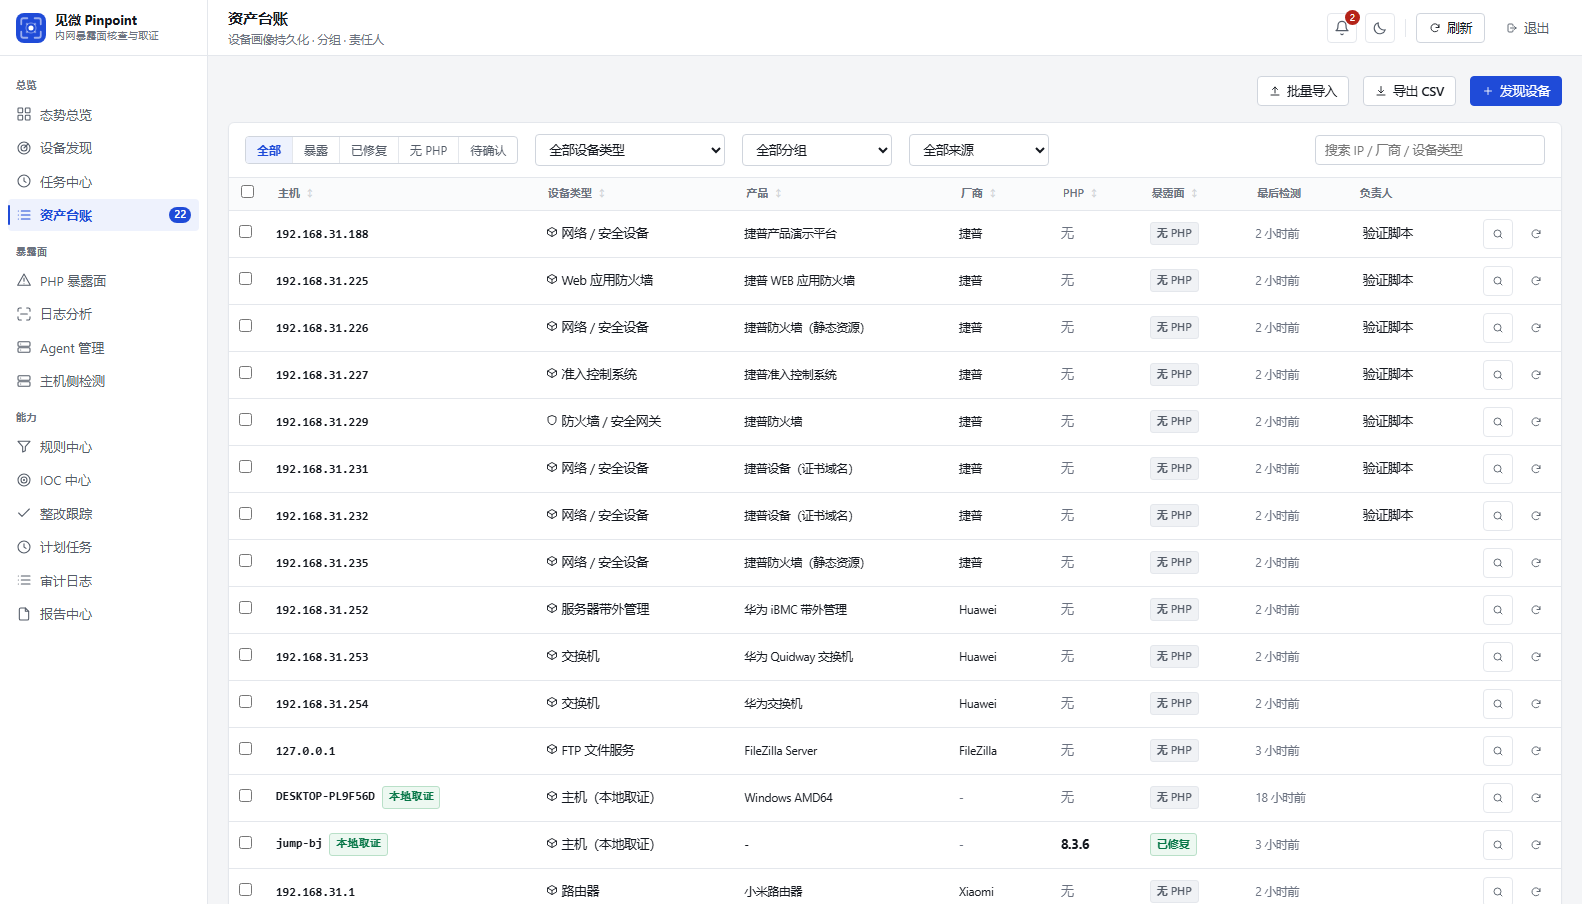 见微 Pinpoint
内网暴露面核查与取证
资产台账
设备画像持久化 · 分组 · 责任人
2
刷新
退出
总览
态势总览
设备发现
任务中心
资产台账 22
暴露面
PHP 暴露面
日志分析
Agent 管理
主机侧检测
能力
规则中心
IOC 中心
整改跟踪
计划任务
审计日志
报告中心
批量导入 导出 CSV + 发现设备
全部 暴露 已修复 无 PHP 待确认 全部设备类型 全部分组 全部来源 搜索 IP / 厂商 / 设备类型
主机 设备类型 产品 厂商 PHP 暴露面 最后检测 负责人
192.168.31.188 网络 / 安全设备 捷普产品演示平台 捷普 无 无 PHP 2 小时前 验证脚本
192.168.31.225 Web 应用防火墙 捷普 WEB 应用防火墙 捷普 无 无 PHP 2 小时前 验证脚本
192.168.31.226 网络 / 安全设备 捷普防火墙（静态资源） 捷普 无 无 PHP 2 小时前 验证脚本
192.168.31.227 准入控制系统 捷普准入控制系统 捷普 无 无 PHP 2 小时前 验证脚本
192.168.31.229 防火墙 / 安全网关 捷普防火墙 捷普 无 无 PHP 2 小时前 验证脚本
192.168.31.231 网络 / 安全设备 捷普设备（证书域名） 捷普 无 无 PHP 2 小时前 验证脚本
192.168.31.232 网络 / 安全设备 捷普设备（证书域名） 捷普 无 无 PHP 2 小时前 验证脚本
192.168.31.235 网络 / 安全设备 捷普防火墙（静态资源） 捷普 无 无 PHP 2 小时前
192.168.31.252 服务器带外管理 华为 iBMC 带外管理 Huawei 无 无 PHP 2 小时前
192.168.31.253 交换机 华为 Quidway 交换机 Huawei 无 无 PHP 2 小时前
192.168.31.254 交换机 华为交换机 Huawei 无 无 PHP 2 小时前
127.0.0.1 FTP 文件服务 FileZilla Server FileZilla 无 无 PHP 3 小时前
DESKTOP-PL9F56D 本地取证 主机（本地取证） Windows AMD64 - 无 无 PHP 18 小时前
jump-bj 本地取证 主机（本地取证） - - 8.3.6 已修复 3 小时前
192.168.31.1 路由器 小米路由器 Xiaomi 无 无 PHP 2 小时前